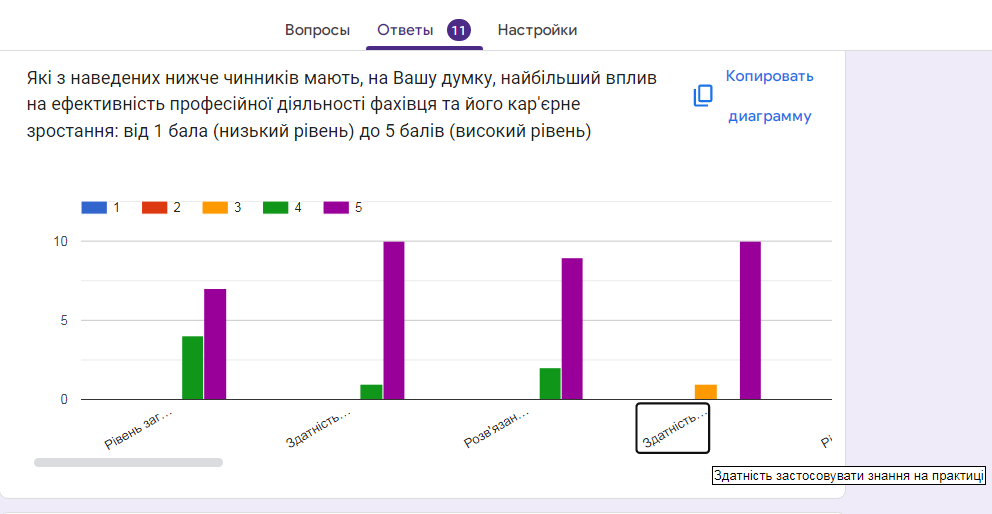 Вопросы Ответы 11 Настройки
Які з наведених нижче чинників мають, на Вашу думку, найбільший вплив
на ефективність професійної діяльності фахівця та його кар'єрне
зростання: від 1 бала (низький рівень) до 5 балів (високий рівень)
Копировать
диаграмму
1 2 3 4 5
10
5
0
Рівень заг...
Здатність...
Розв'язан...
Здатність...
Рі
Здатність застосовувати знання на практиці